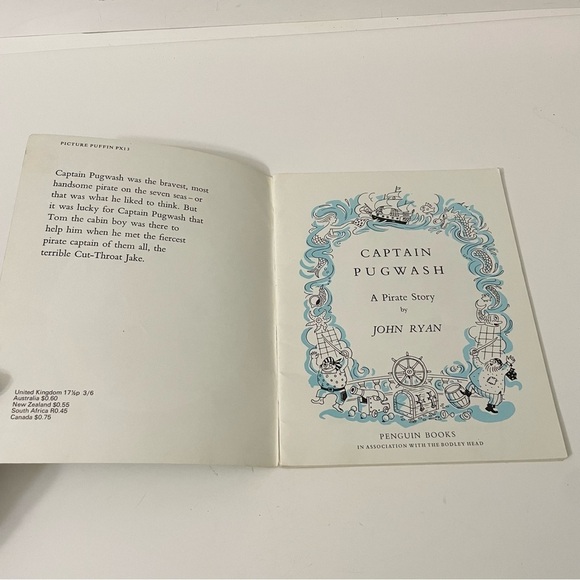 PICTURE PUFFIN PX13
Captain Pugwash was the bravest, most
handsome pirate on the seven seas – or
that was what he liked to think. But
it was lucky for Captain Pugwash that
Tom the cabin boy was there to
help him when he met the fiercest
pirate captain of them all, the
terrible Cut-Throat Jake.
United Kingdom 17½p 3/6
Australia $0.60
New Zealand $0.55
South Africa R0.45
Canada $0.75
CAPTAIN
PUGWASH
A Pirate Story
by
JOHN RYAN
PENGUIN BOOKS
IN ASSOCIATION WITH THE BODLEY HEAD